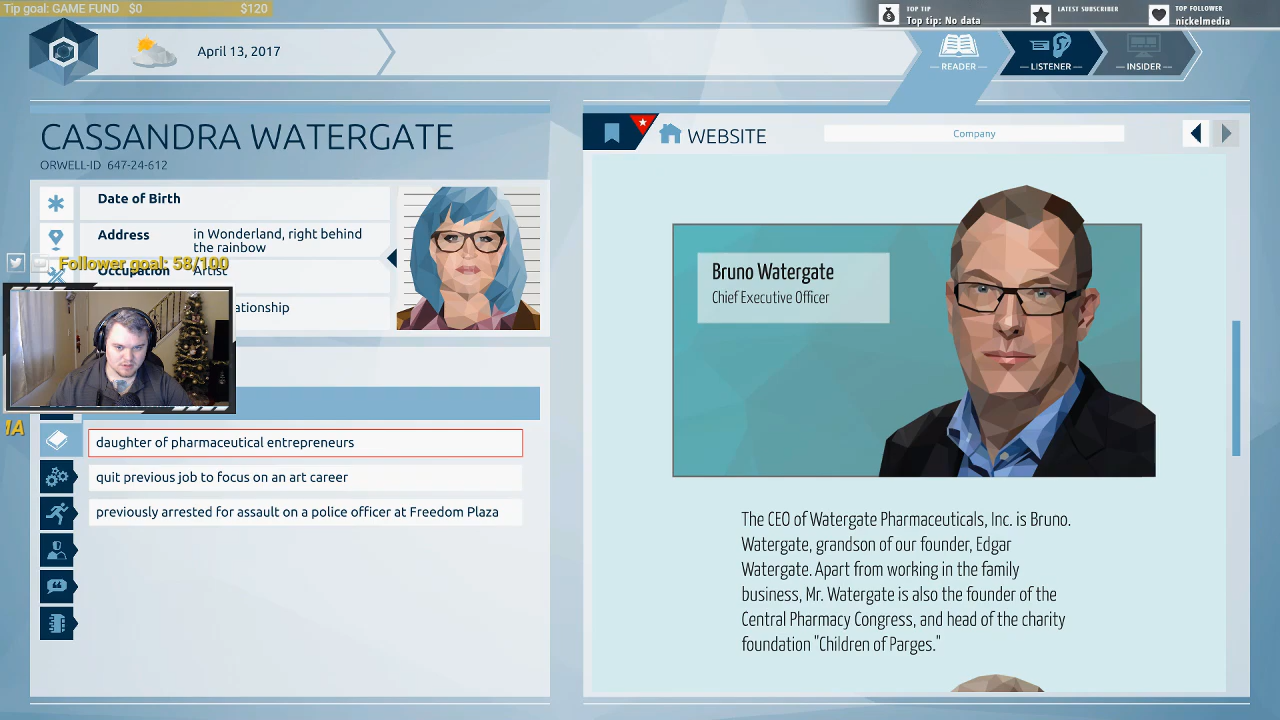 Tip goal: GAME FUND $0 $120
TOP TIP
Top tip: No data
LATEST SUBSCRIBER
TOP FOLLOWER
nickelmedia
April 13, 2017
— READER —
— LISTENER —
— INSIDER —
CASSANDRA WATERGATE
ORWELL-ID 647-24-612
Date of Birth
Address in Wonderland, right behind
the rainbow
Follower goal: 58/100
Occupation Artist
ationship
daughter of pharmaceutical entrepreneurs
quit previous job to focus on an art career
previously arrested for assault on a police officer at Freedom Plaza
WEBSITE
Company
Bruno Watergate
Chief Executive Officer
The CEO of Watergate Pharmaceuticals, Inc. is Bruno.
Watergate, grandson of our founder, Edgar
Watergate. Apart from working in the family
business, Mr. Watergate is also the founder of the
Central Pharmacy Congress, and head of the charity
foundation "Children of Parges."